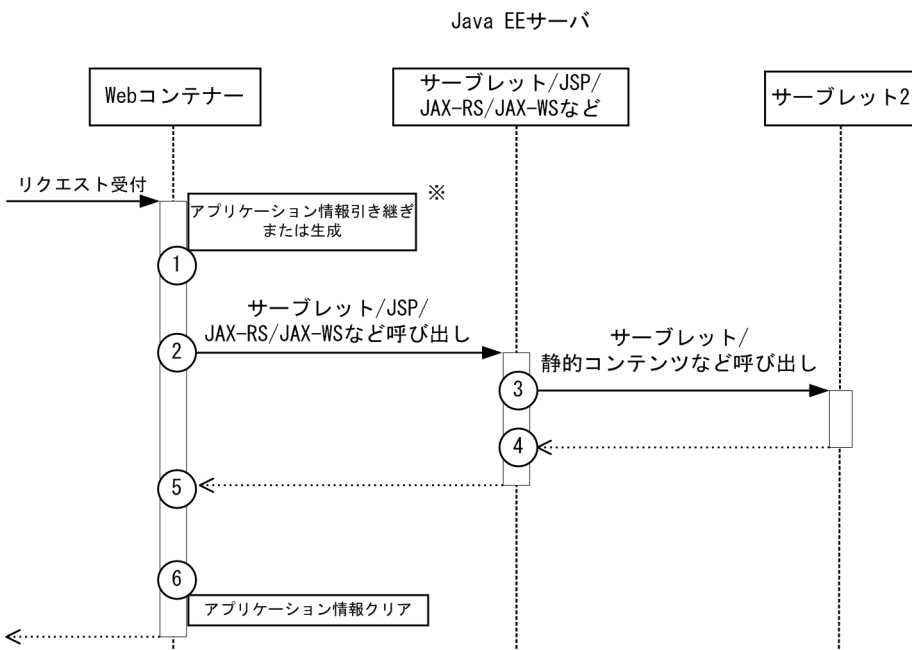 Java EEサーバ
Webコンテナー
サーブレット/JSP/
JAX-RS/JAX-WSなど
サーブレット2
リクエスト受付
アプリケーション情報引き継ぎ
または生成
※
1
サーブレット/JSP/
JAX-RS/JAX-WSなど呼び出し
2
サーブレット/
静的コンテンツなど呼び出し
3
4
5
6
アプリケーション情報クリア